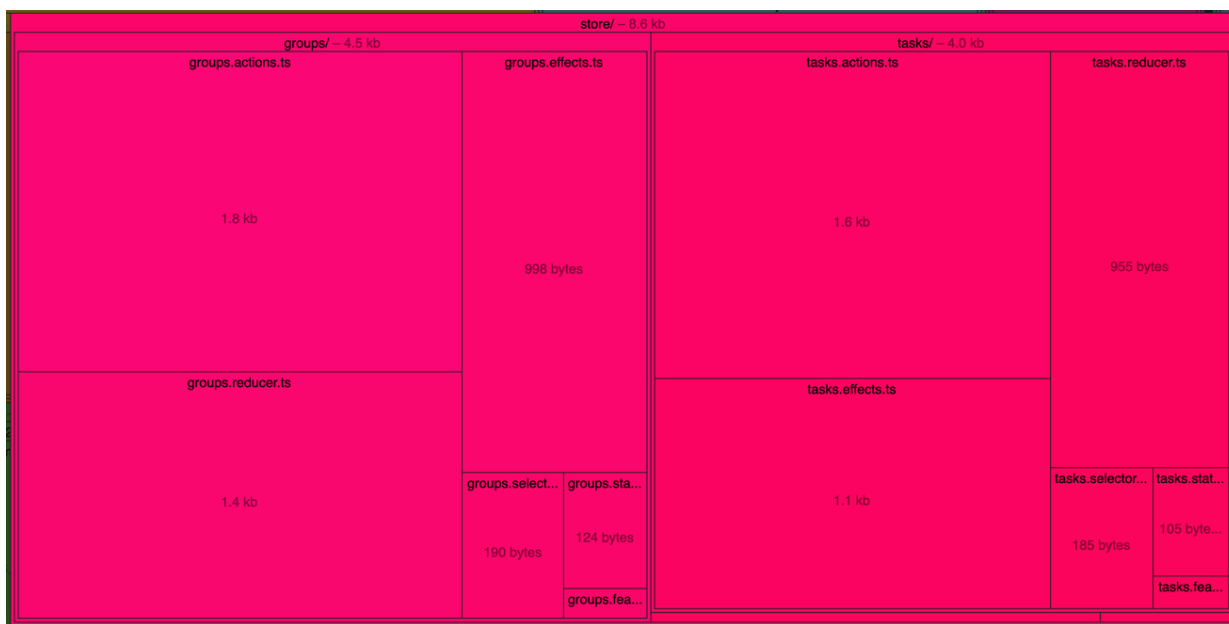 store/ – 8.6 kb
groups/ – 4.5 kb
groups.actions.ts
1.8 kb
groups.reducer.ts
1.4 kb
groups.effects.ts
998 bytes
groups.select...
190 bytes
groups.sta...
124 bytes
groups.fea...
tasks/ – 4.0 kb
tasks.actions.ts
1.6 kb
tasks.effects.ts
1.1 kb
tasks.reducer.ts
955 bytes
tasks.selector...
185 bytes
tasks.stat...
105 byte...
tasks.fea...